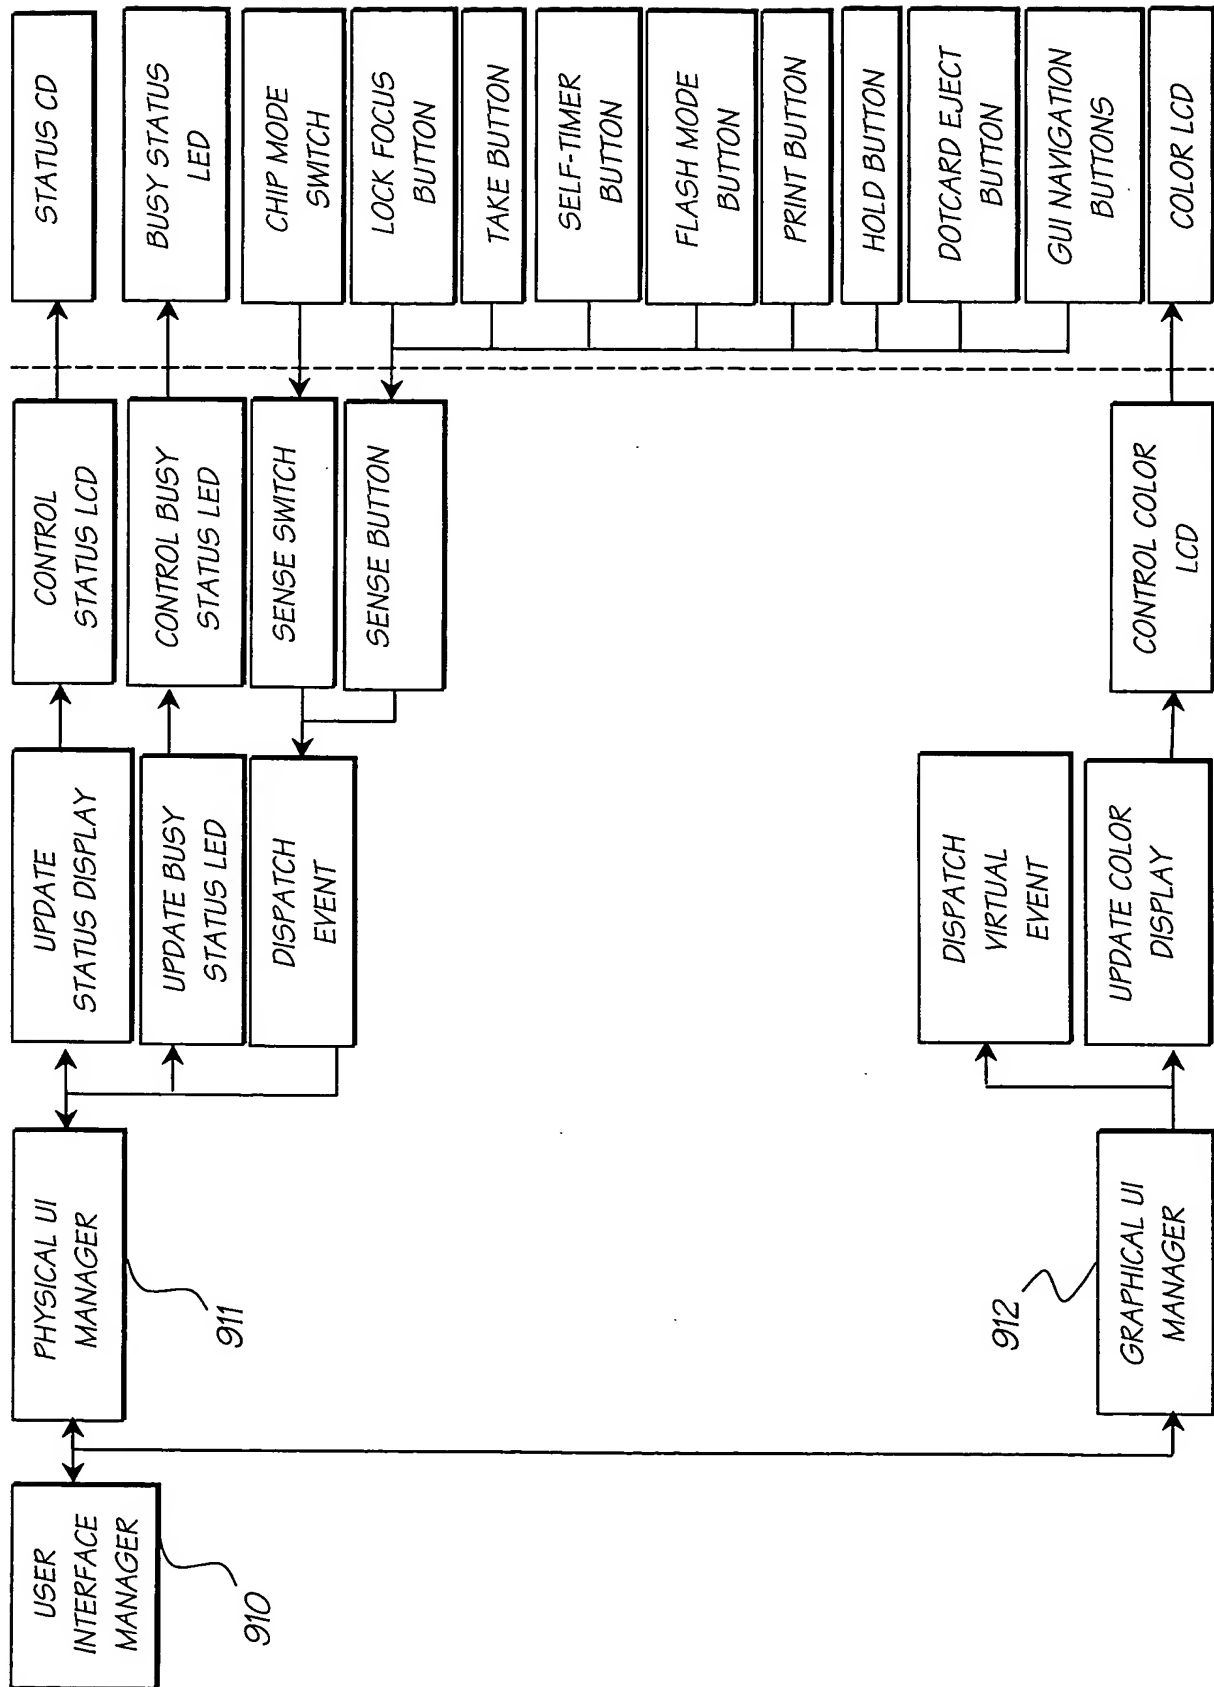 USER
INTERFACE
MANAGER
910
PHYSICAL UI
MANAGER
911
GRAPHICAL UI
MANAGER
912
UPDATE
STATUS DISPLAY
UPDATE BUSY
STATUS LED
DISPATCH
EVENT
DISPATCH
VIRTUAL
EVENT
UPDATE COLOR
DISPLAY
CONTROL
STATUS LCD
CONTROL BUSY
STATUS LED
SENSE SWITCH
SENSE BUTTON
CONTROL COLOR
LCD
STATUS CD
BUSY STATUS
LED
CHIP MODE
SWITCH
LOCK FOCUS
BUTTON
TAKE BUTTON
SELF-TIMER
BUTTON
FLASH MODE
BUTTON
PRINT BUTTON
HOLD BUTTON
DOTCARD EJECT
BUTTON
GUI NAVIGATION
BUTTONS
COLOR LCD